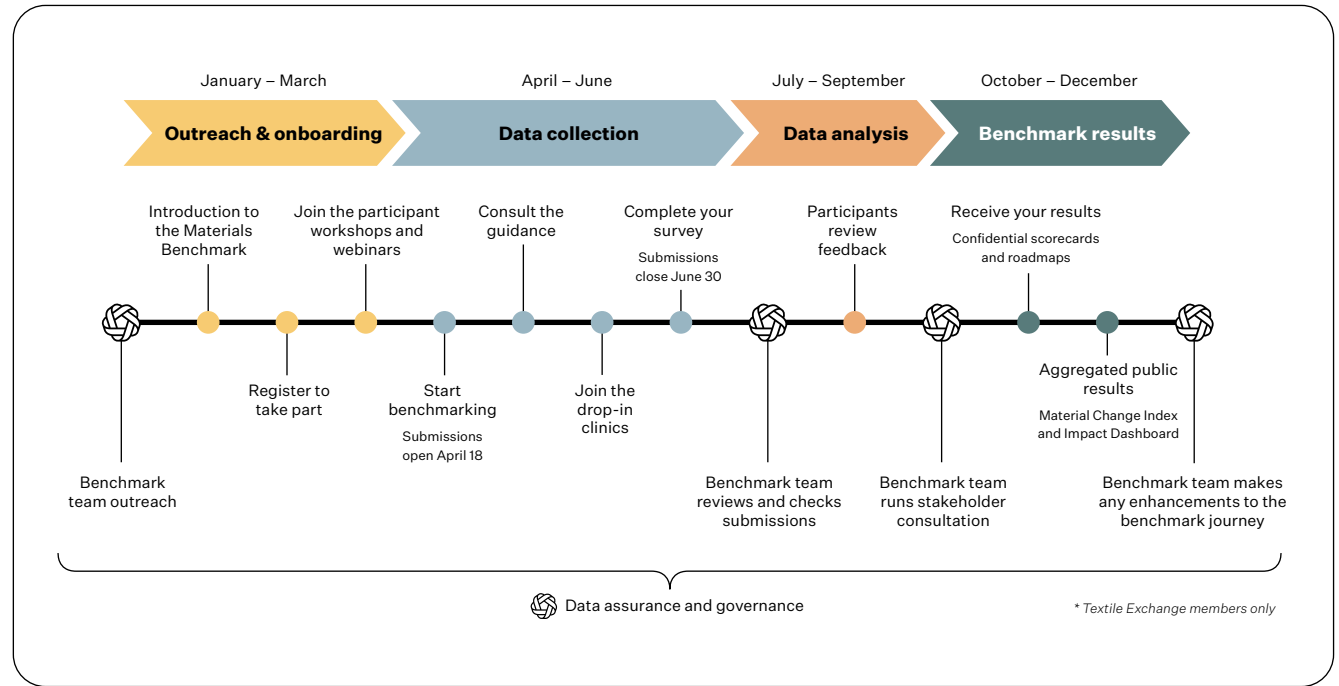 January – March
April – June
July – September
October – December
Outreach & onboarding
Data collection
Data analysis
Benchmark results
Introduction to
the Materials
Benchmark
Join the participant
workshops and
webinars
Consult the
guidance
Complete your
survey
Submissions
close June 30
Participants
review
feedback
Receive your results
Confidential scorecards
and roadmaps
Register to
take part
Start
benchmarking
Submissions
open April 18
Join the
drop-in
clinics
Aggregated public
results
Material Change Index
and Impact Dashboard
Benchmark
team outreach
Benchmark team
reviews and checks
submissions
Benchmark team
runs stakeholder
consultation
Benchmark team makes
any enhancements to the
benchmark journey
Data assurance and governance
* Textile Exchange members only